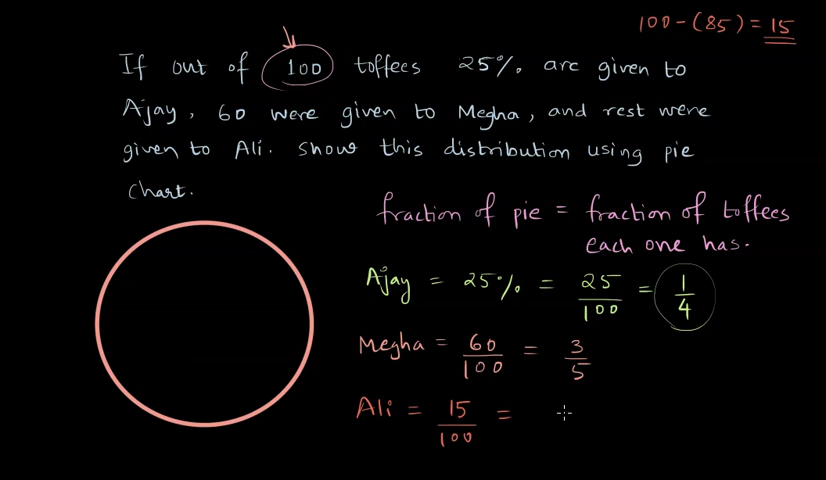 100 - (85) = 15
If out of 100 toffees 25% are given to
Ajay, 60 were given to Megha, and rest were
given to Ali. Show this distribution using pie
chart.
fraction of pie = fraction of toffees
each one has.
Ajay = 25% = 25/100 = 1/4
Megha = 60/100 = 3/5
Ali = 15/100 =